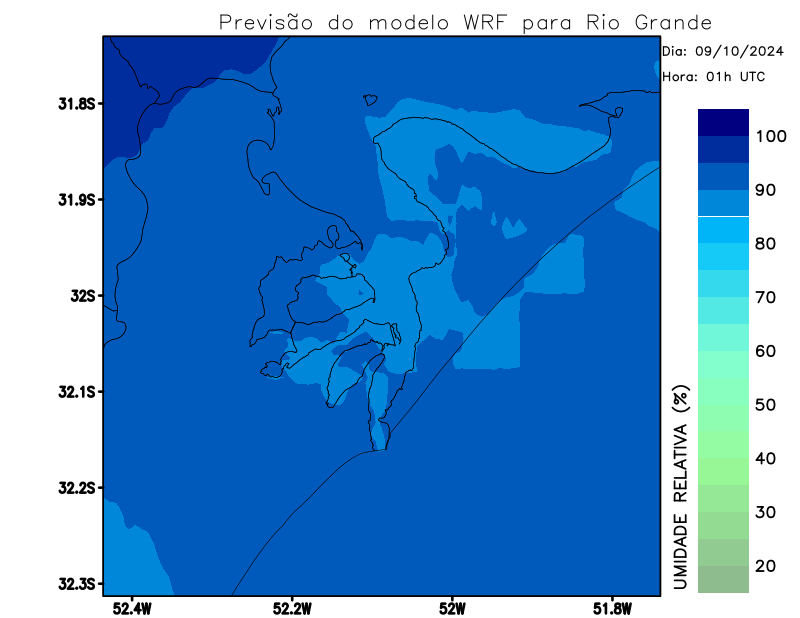 Previsão do modelo WRF para Rio Grande
Dia: 09/10/2024
Hora: 01h UTC
31.8S
31.9S
32S
32.1S
32.2S
32.3S
52.4W
52.2W
52W
51.8W
100
90
80
70
60
50
40
30
20
UMIDADE RELATIVA (%)